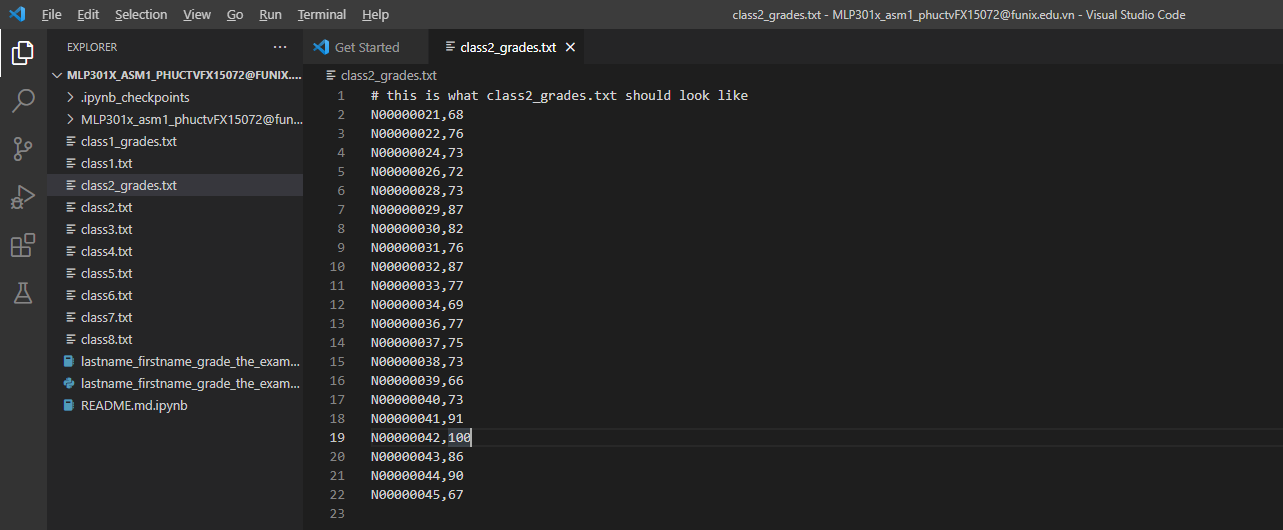 File Edit Selection View Go Run Terminal Help
class2_grades.txt - MLP301x_asm1_phuctvFX15072@funix.edu.vn - Visual Studio Code
EXPLORER
MLP301X_ASM1_PHUCTVFX15072@FUNIX....
.ipynb_checkpoints
MLP301x_asm1_phuctvFX15072@fun...
class1_grades.txt
class1.txt
class2_grades.txt
class2.txt
class3.txt
class4.txt
class5.txt
class6.txt
class7.txt
class8.txt
lastname_firstname_grade_the_exam...
lastname_firstname_grade_the_exam...
README.md.ipynb
Get Started
class2_grades.txt
class2_grades.txt
1 # this is what class2_grades.txt should look like
2 N00000021,68
3 N00000022,76
4 N00000024,73
5 N00000026,72
6 N00000028,73
7 N00000029,87
8 N00000030,82
9 N00000031,76
10 N00000032,87
11 N00000033,77
12 N00000034,69
13 N00000036,77
14 N00000037,75
15 N00000038,73
16 N00000039,66
17 N00000040,73
18 N00000041,91
19 N00000042,100
20 N00000043,86
21 N00000044,90
22 N00000045,67
23